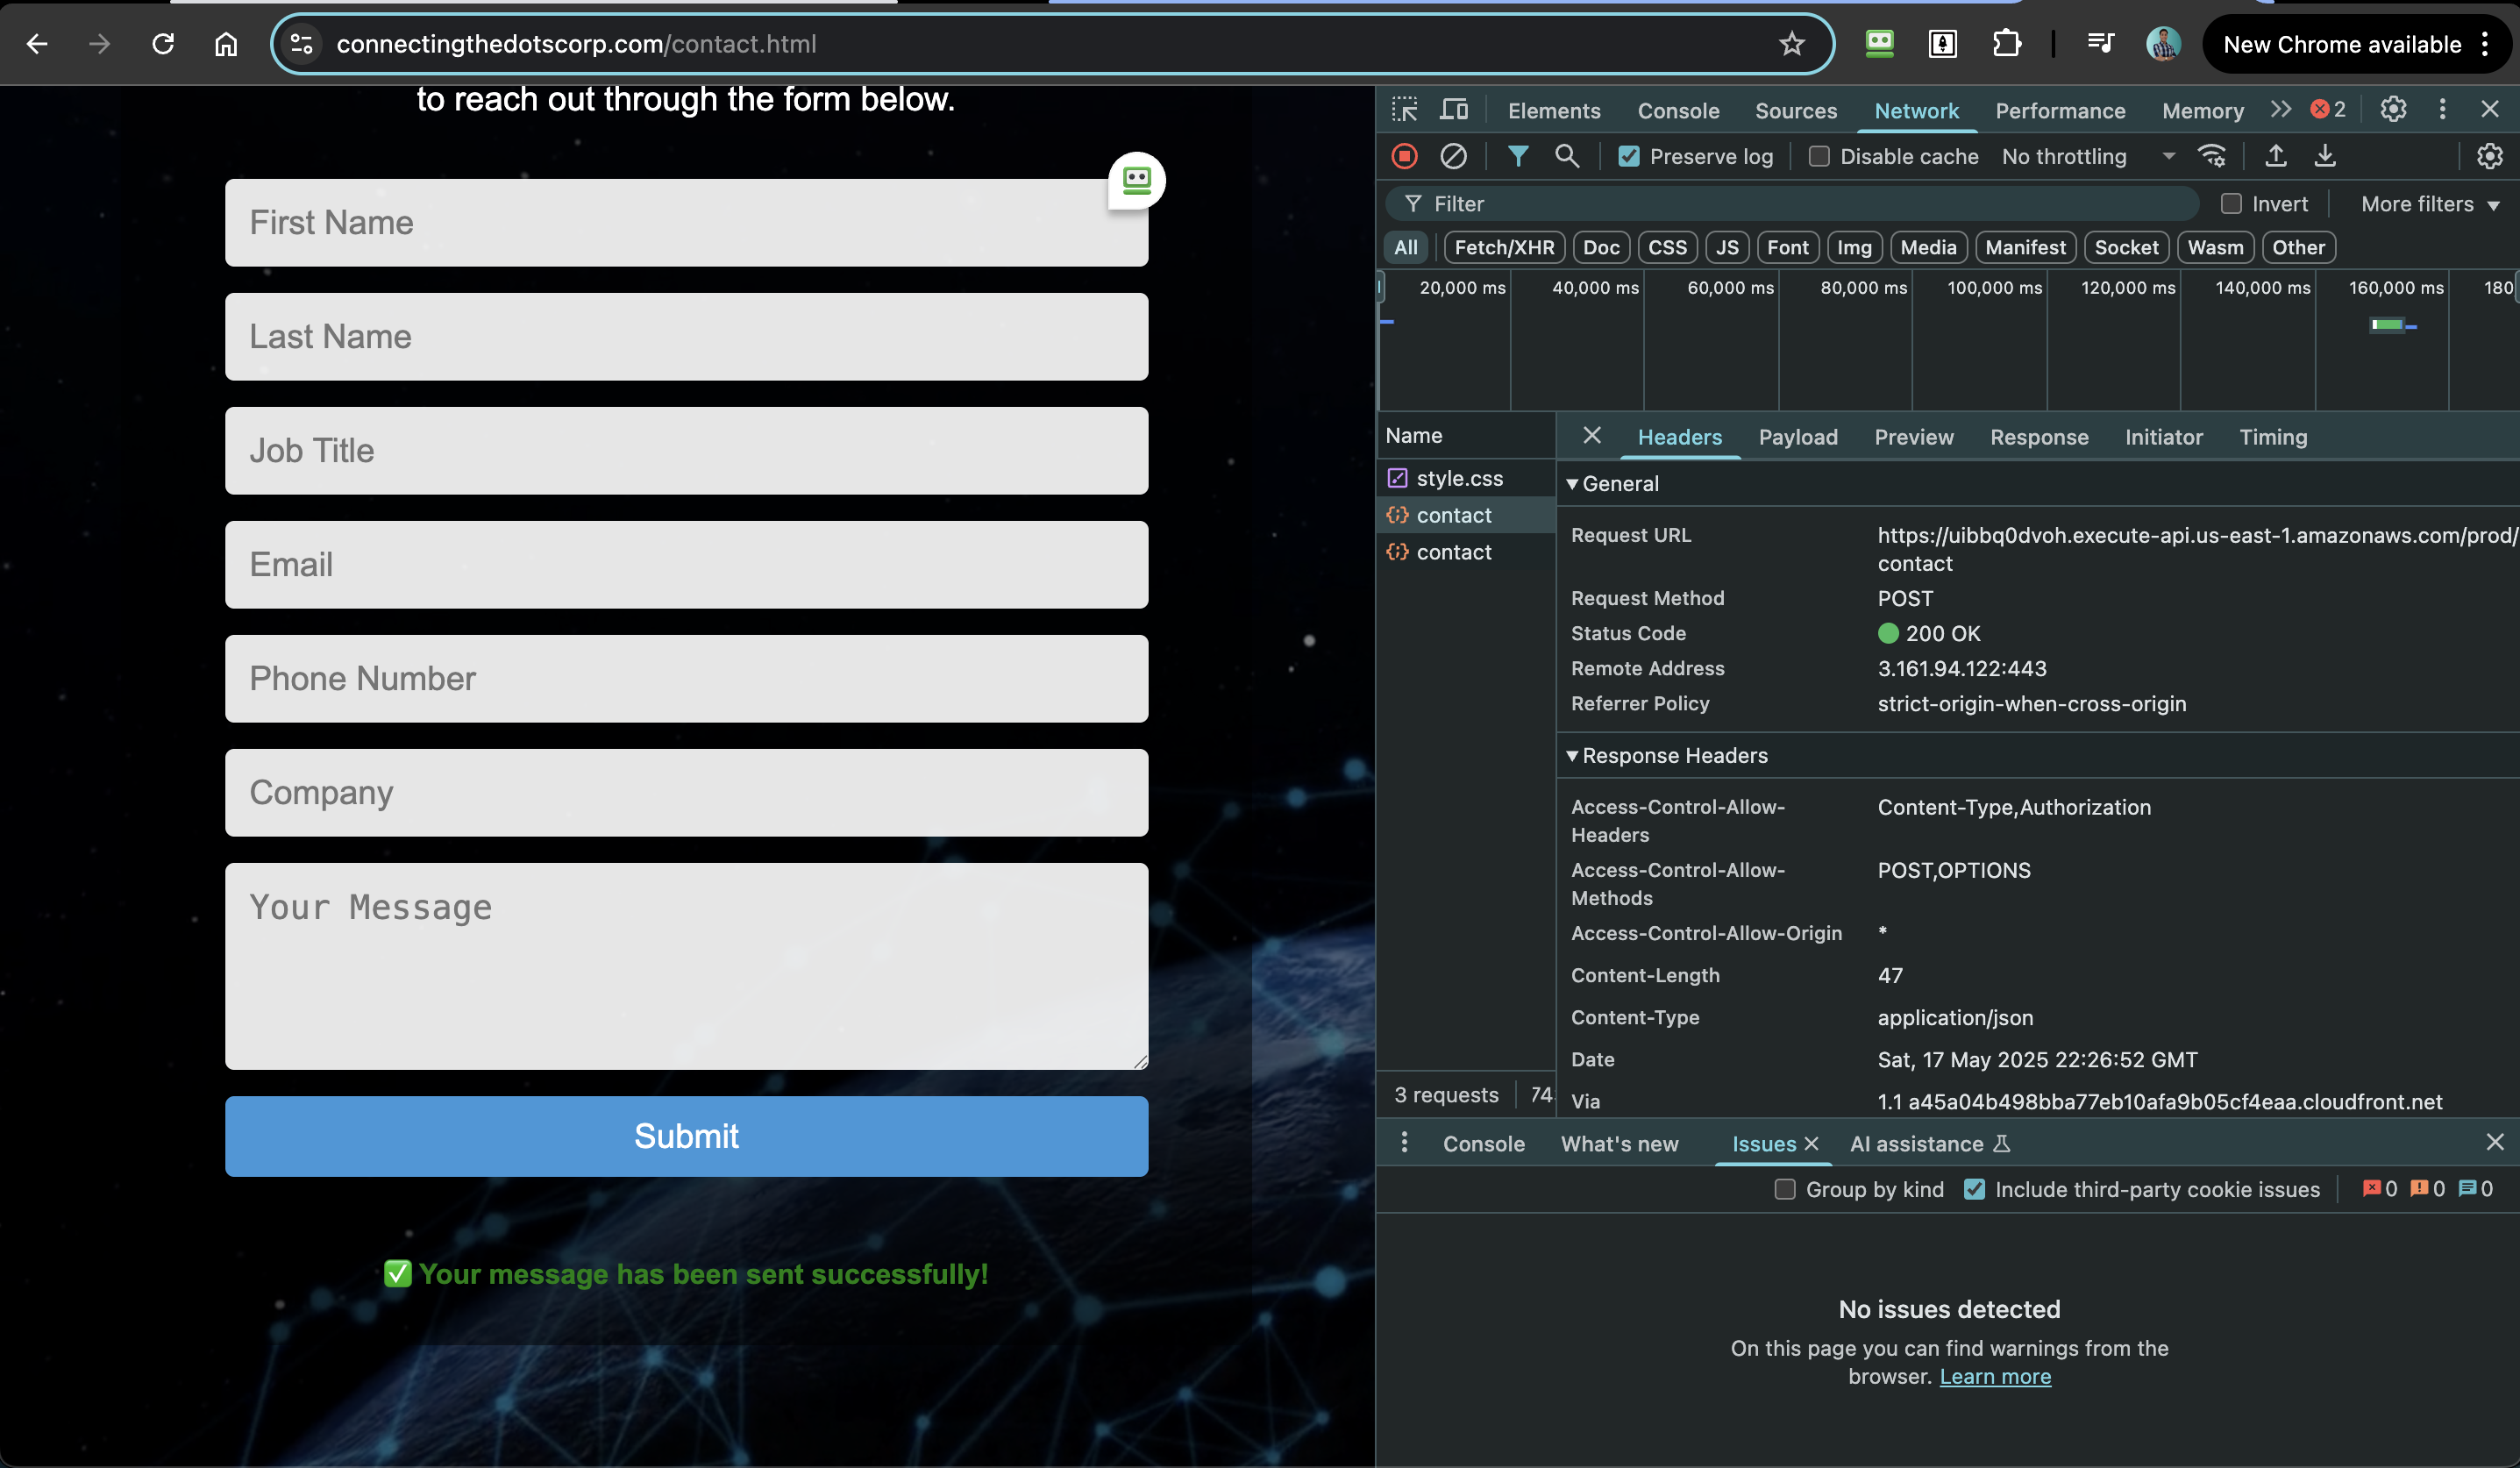 connectingthedotscorp.com/contact.html
New Chrome available
to reach out through the form below.
First Name
Last Name
Job Title
Email
Phone Number
Company
Your Message
Submit
✅ Your message has been sent successfully!
Elements Console Sources Network Performance Memory 2
Preserve log Disable cache No throttling
Filter Invert More filters
All Fetch/XHR Doc CSS JS Font Img Media Manifest Socket Wasm Other
20,000 ms 40,000 ms 60,000 ms 80,000 ms 100,000 ms 120,000 ms 140,000 ms 160,000 ms 180
Name
style.css
contact
contact
3 requests
Headers Payload Preview Response Initiator Timing
General
Request URL https://uibbq0dvoh.execute-api.us-east-1.amazonaws.com/prod/
contact
Request Method POST
Status Code 200 OK
Remote Address 3.161.94.122:443
Referrer Policy strict-origin-when-cross-origin
Response Headers
Access-Control-Allow- Content-Type,Authorization
Headers
Access-Control-Allow- POST,OPTIONS
Methods
Access-Control-Allow-Origin *
Content-Length 47
Content-Type application/json
Date Sat, 17 May 2025 22:26:52 GMT
Via 1.1 a45a04b498bba77eb10afa9b05cf4eaa.cloudfront.net
Console What's new Issues AI assistance
Group by kind Include third-party cookie issues 0 0 0
No issues detected
On this page you can find warnings from the
browser. Learn more